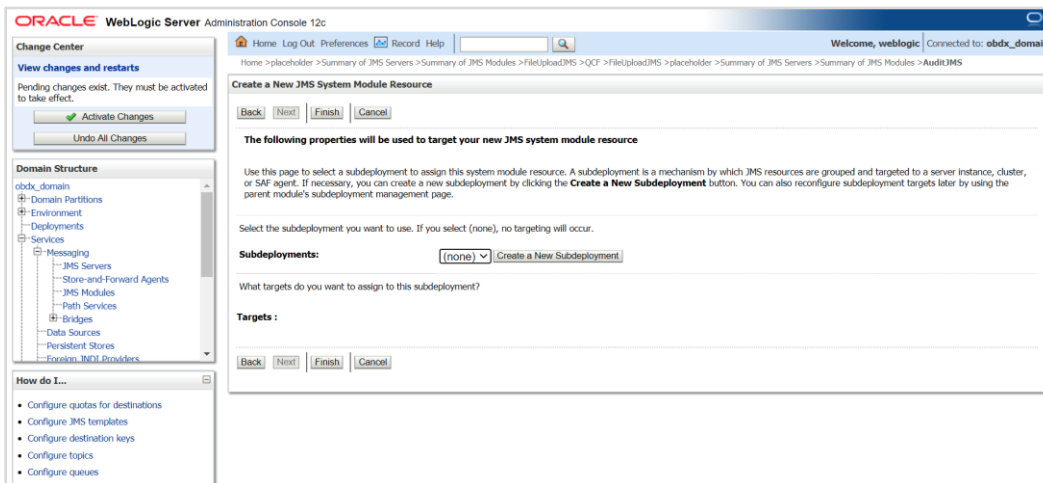 ORACLE WebLogic Server Administration Console 12c
Change Center
View changes and restarts
Pending changes exist. They must be activated
to take effect.
Activate Changes
Undo All Changes
Domain Structure
obdx_domain
Domain Partitions
Environment
Deployments
Services
Messaging
JMS Servers
Store-and-Forward Agents
JMS Modules
Path Services
Bridges
Data Sources
Persistent Stores
Foreign JNDI Providers
How do I...
Configure quotas for destinations
Configure JMS templates
Configure destination keys
Configure topics
Configure queues
Home Log Out Preferences Record Help
Welcome, weblogic Connected to: obdx_domai
Home >placeholder >Summary of JMS Servers >Summary of JMS Modules >FileUploadJMS >QCF >FileUploadJMS >placeholder >Summary of JMS Servers >Summary of JMS Modules >AuditJMS
Create a New JMS System Module Resource
Back Next Finish Cancel
The following properties will be used to target your new JMS system module resource
Use this page to select a subdeployment to assign this system module resource. A subdeployment is a mechanism by which JMS resources are grouped and targeted to a server instance, cluster,
or SAF agent. If necessary, you can create a new subdeployment by clicking the Create a New Subdeployment button. You can also reconfigure subdeployment targets later by using the
parent module's subdeployment management page.
Select the subdeployment you want to use. If you select (none), no targeting will occur.
Subdeployments: (none) Create a New Subdeployment
What targets do you want to assign to this subdeployment?
Targets :
Back Next Finish Cancel